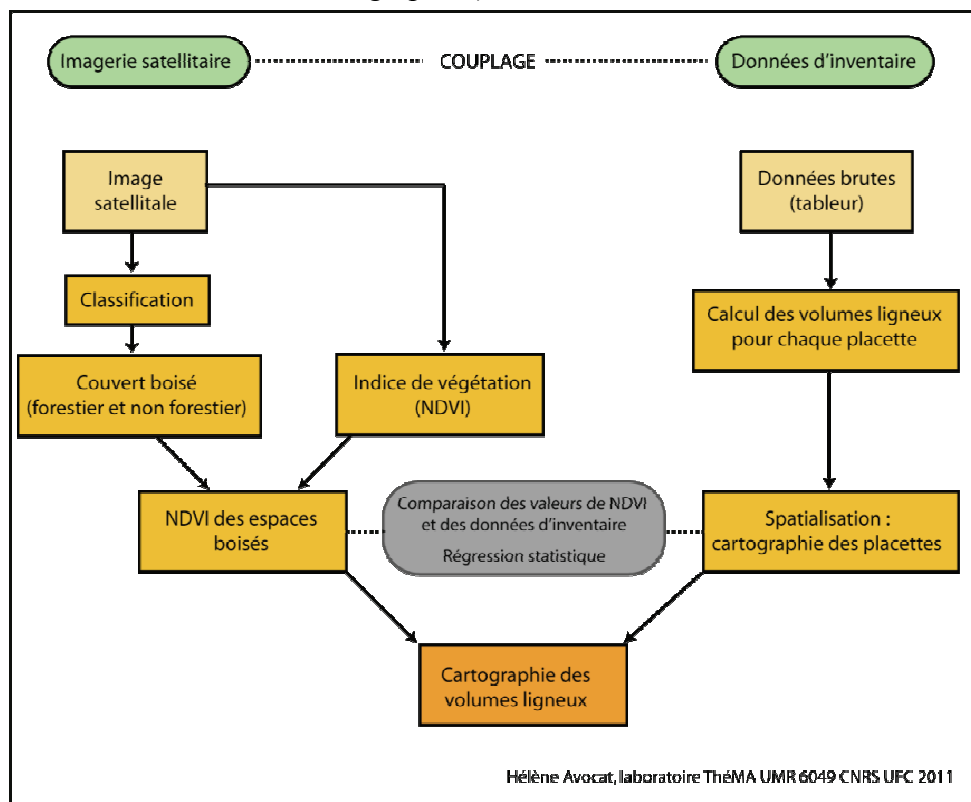 Imagerie satellitaire
COUPLAGE
Données d'inventaire
Image
satellitale
Données brutes
(tableur)
Classification
Calcul des volumes ligneux
pour chaque placette
Couvert boisé
(forestier et non forestier)
Indice de végétation
(NDVI)
NDVI des espaces
boisés
Comparaison des valeurs de NDVI
et des données d'inventaire
Régression statistique
Spatialisation :
cartographie des placettes
Cartographie des
volumes ligneux
Hélène Avocat, laboratoire ThéMA UMR 6049 CNRS UFC 2011